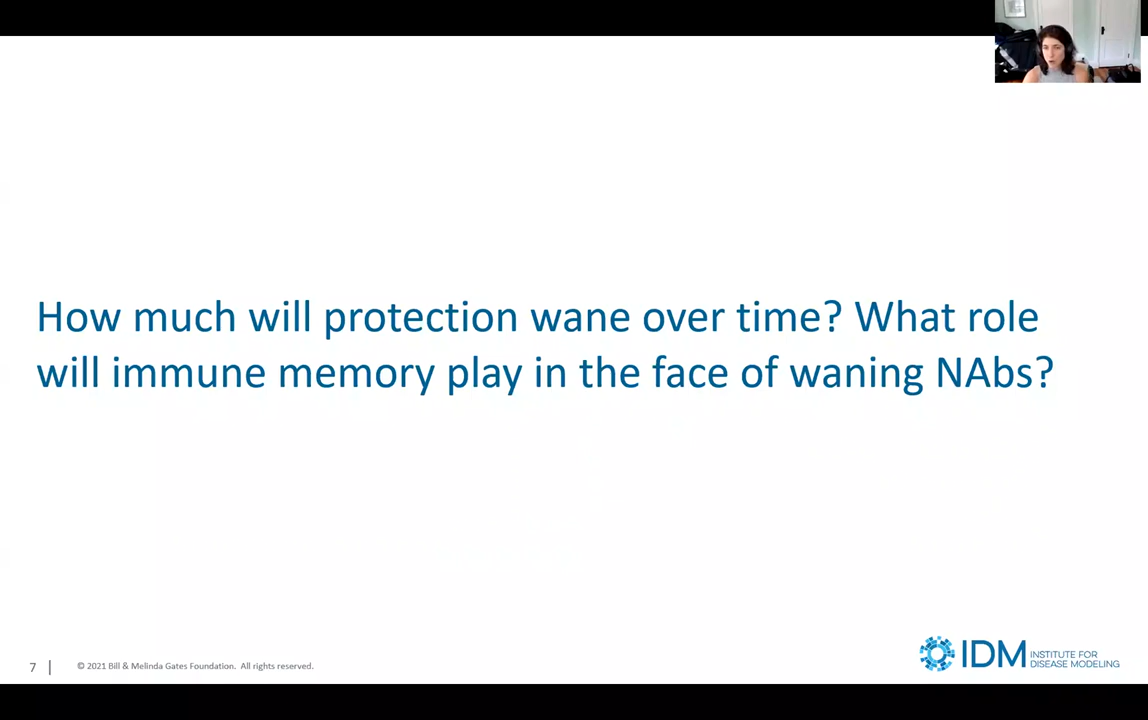 How much will protection wane over time? What role
will immune memory play in the face of waning NAbs?
7 | © 2021 Bill & Melinda Gates Foundation. All rights reserved.
IDM INSTITUTE FOR
DISEASE MODELING